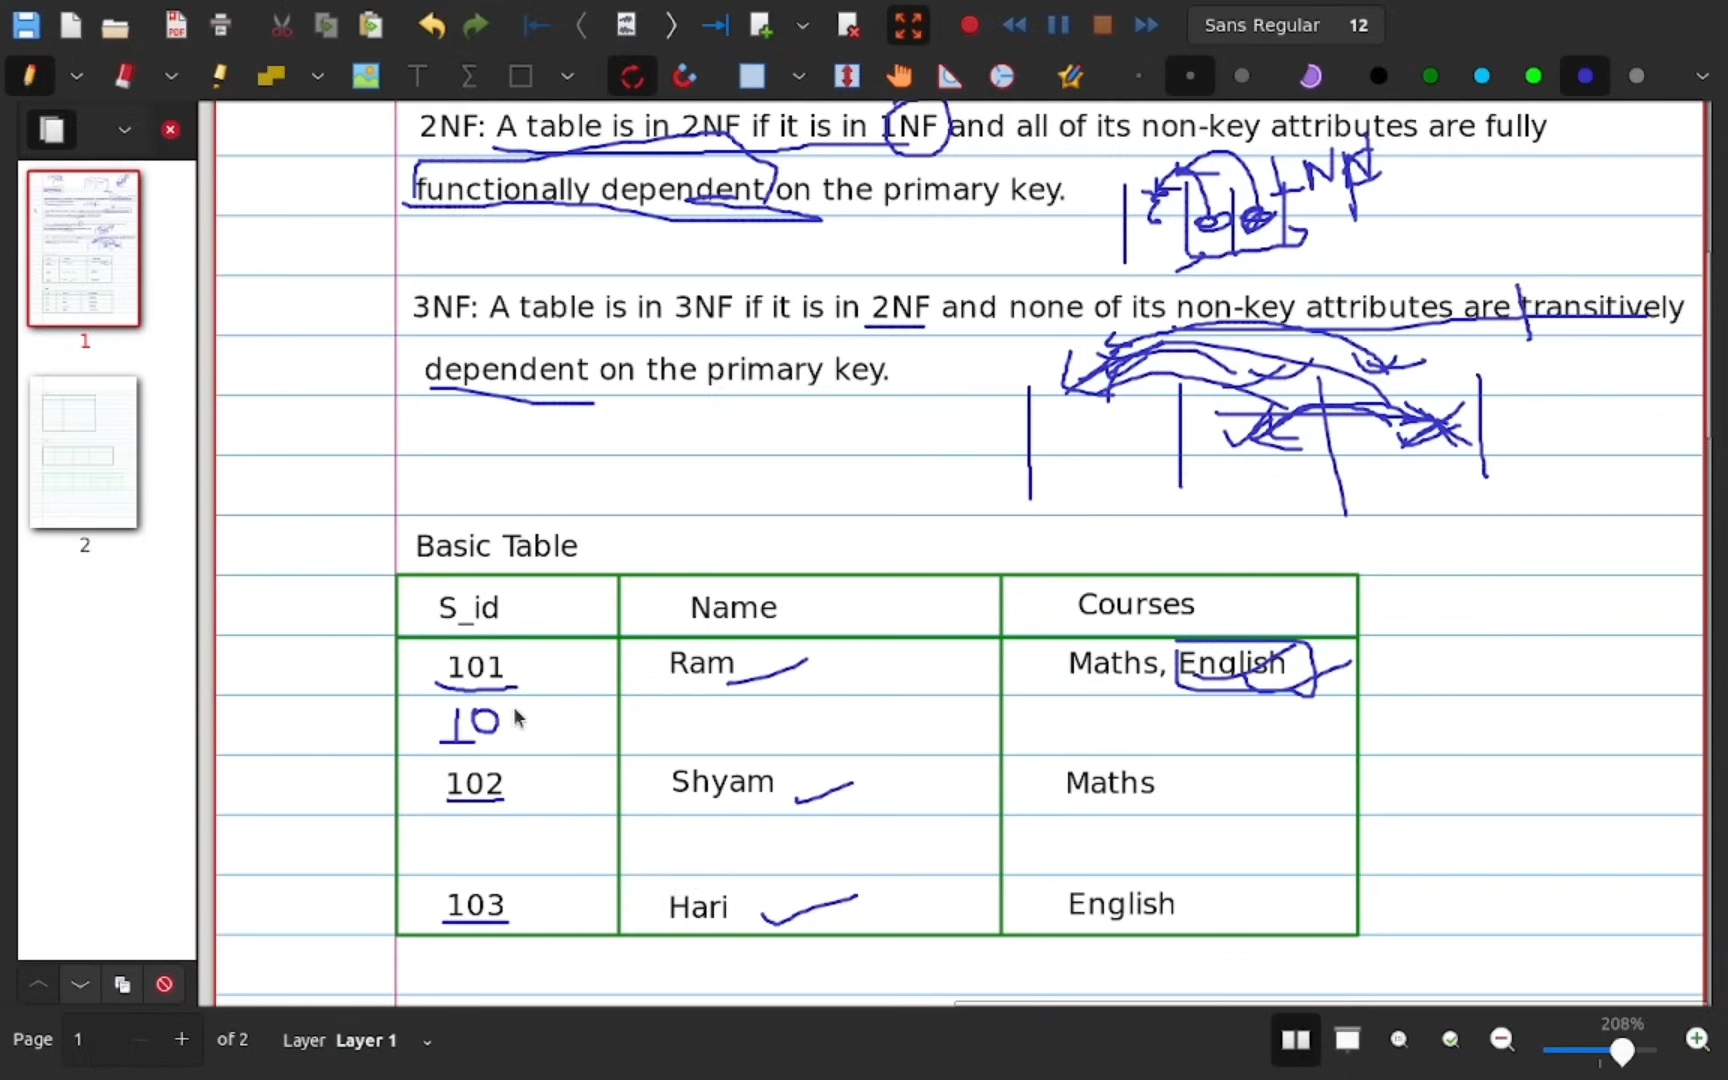 Sans Regular 12
2NF: A table is in 2NF if it is in 1NF and all of its non-key attributes are fully
functionally dependent on the primary key.
1NF
3NF: A table is in 3NF if it is in 2NF and none of its non-key attributes are transitively
dependent on the primary key.
Basic Table
S_id Name Courses
101 Ram Maths, English
10
102 Shyam Maths
103 Hari English
1
2
Page 1 of 2 Layer Layer 1
208%